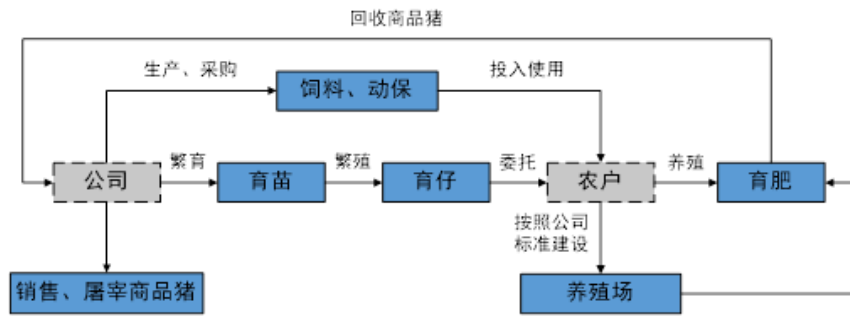 回收商品猪
生产、采购
饲料、动保
投入使用
公司
繁育
育苗
繁殖
育仔
委托
农户
养殖
育肥
按照公司
标准建设
销售、屠宰商品猪
养殖场